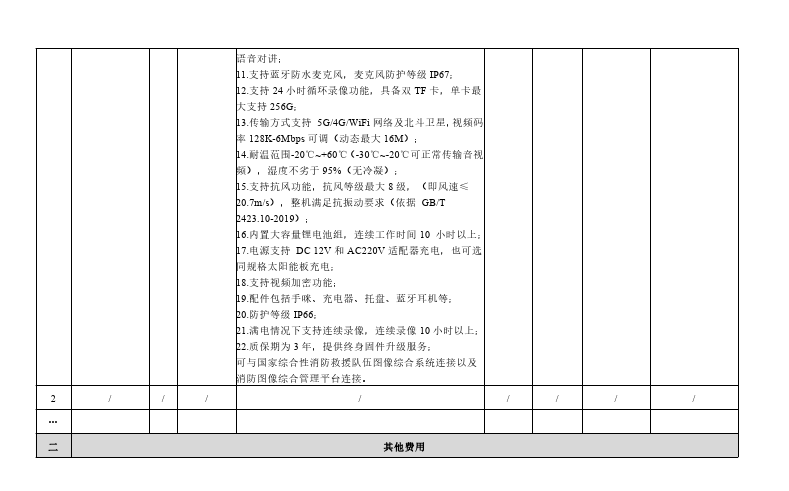 语音对讲；
11.支持蓝牙防水麦克风，麦克风防护等级 IP67；
12.支持 24 小时循环录像功能，具备双 TF 卡，单卡最
大支持 256G；
13.传输方式支持 5G/4G/WiFi 网络及北斗卫星，视频码
率 128K-6Mbps 可调（动态最大 16M）；
14.耐温范围-20℃~+60℃（-30℃~-20℃可正常传输音视
频），湿度不劣于 95%（无冷凝）；
15.支持抗风功能，抗风等级最大 8 级，（即风速≤
20.7m/s），整机满足抗振动要求（依据 GB/T
2423.10-2019）；
16.内置大容量锂电池组，连续工作时间 10 小时以上；
17.电源支持 DC 12V 和 AC220V 适配器充电，也可选
同规格太阳能板充电；
18.支持视频加密功能；
19.配件包括手咪、充电器、托盘、蓝牙耳机等；
20.防护等级 IP66；
21.满电情况下支持连续录像，连续录像 10 小时以上；
22.质保期为 3 年，提供终身固件升级服务；
可与国家综合性消防救援队伍图像综合系统连接以及
消防图像综合管理平台连接。
2 / / / / / / / /
…
二 其他费用